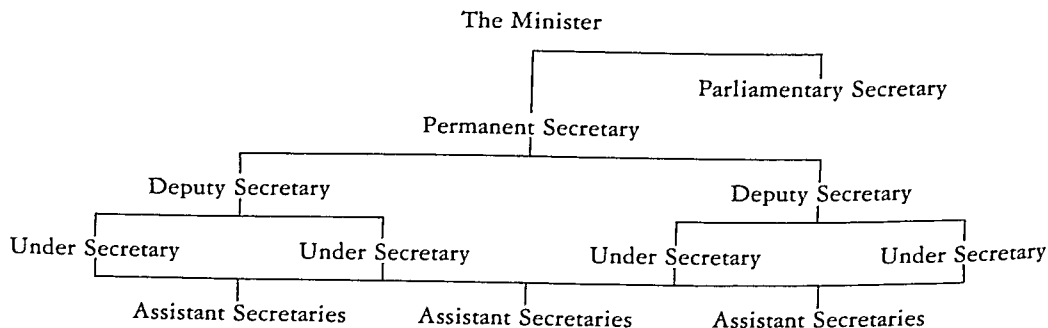 The Minister
Parliamentary Secretary
Permanent Secretary
Deputy Secretary
Deputy Secretary
Under Secretary
Under Secretary
Under Secretary
Under Secretary
Assistant Secretaries
Assistant Secretaries
Assistant Secretaries